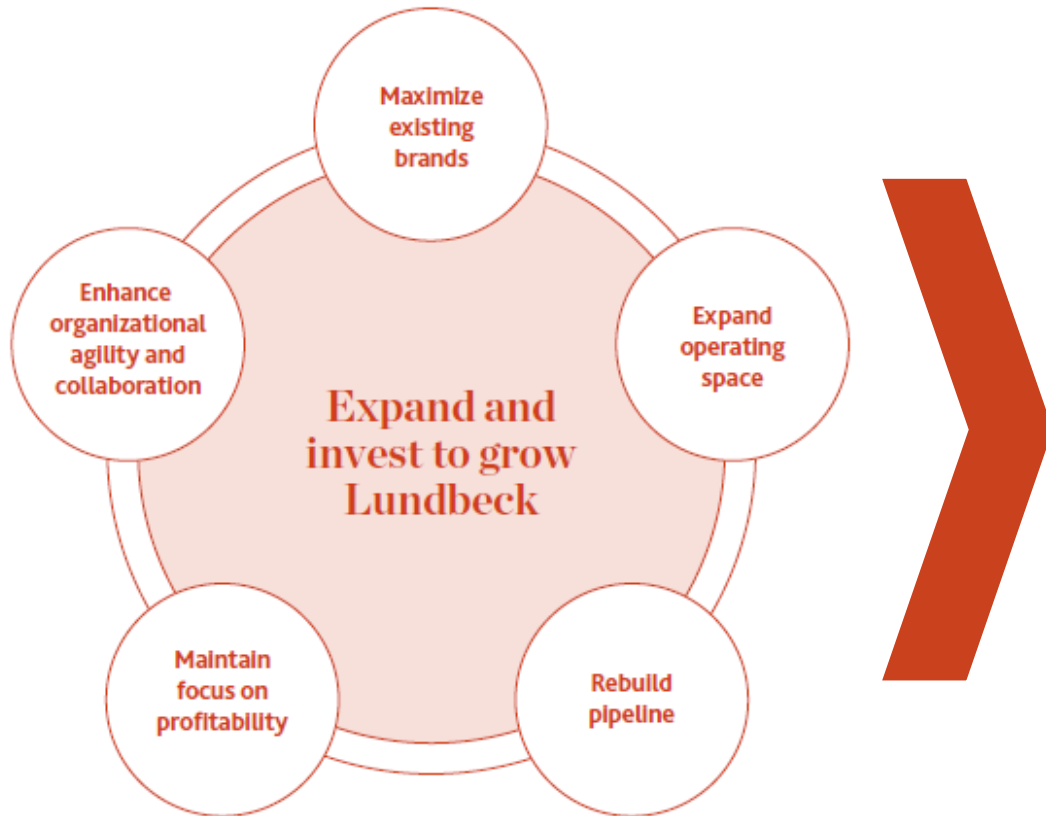 Maximize
existing
brands
Expand
operating
space
Rebuild
pipeline
Maintain
focus on
profitability
Enhance
organizational
agility and
collaboration
Expand and
invest to grow
Lundbeck